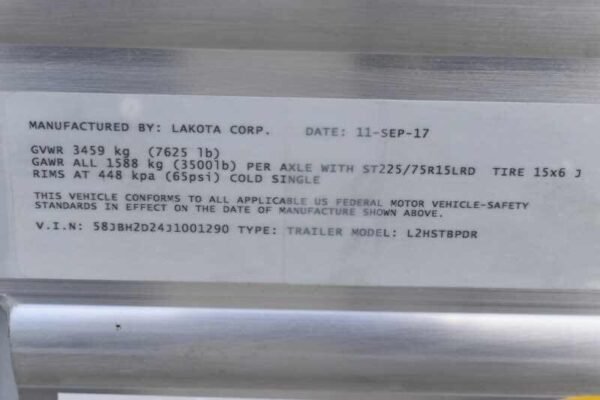 MANUFACTURED BY: LAKOTA CORP. DATE: 11-SEP-17
GVWR 3459 kg (7625 lb)
GAWR ALL 1588 kg (3500lb) PER AXLE WITH ST225/75R15LRD TIRE 15x6 J
RIMS AT 448 kpa (65psi) COLD SINGLE
THIS VEHICLE CONFORMS TO ALL APPLICABLE US FEDERAL MOTOR VEHICLE-SAFETY
STANDARDS IN EFFECT ON THE DATE OF MANUFACTURE SHOWN ABOVE.
V.I.N: 58JBH2D24J1001290 TYPE: TRAILER MODEL: L2HSTBPDR